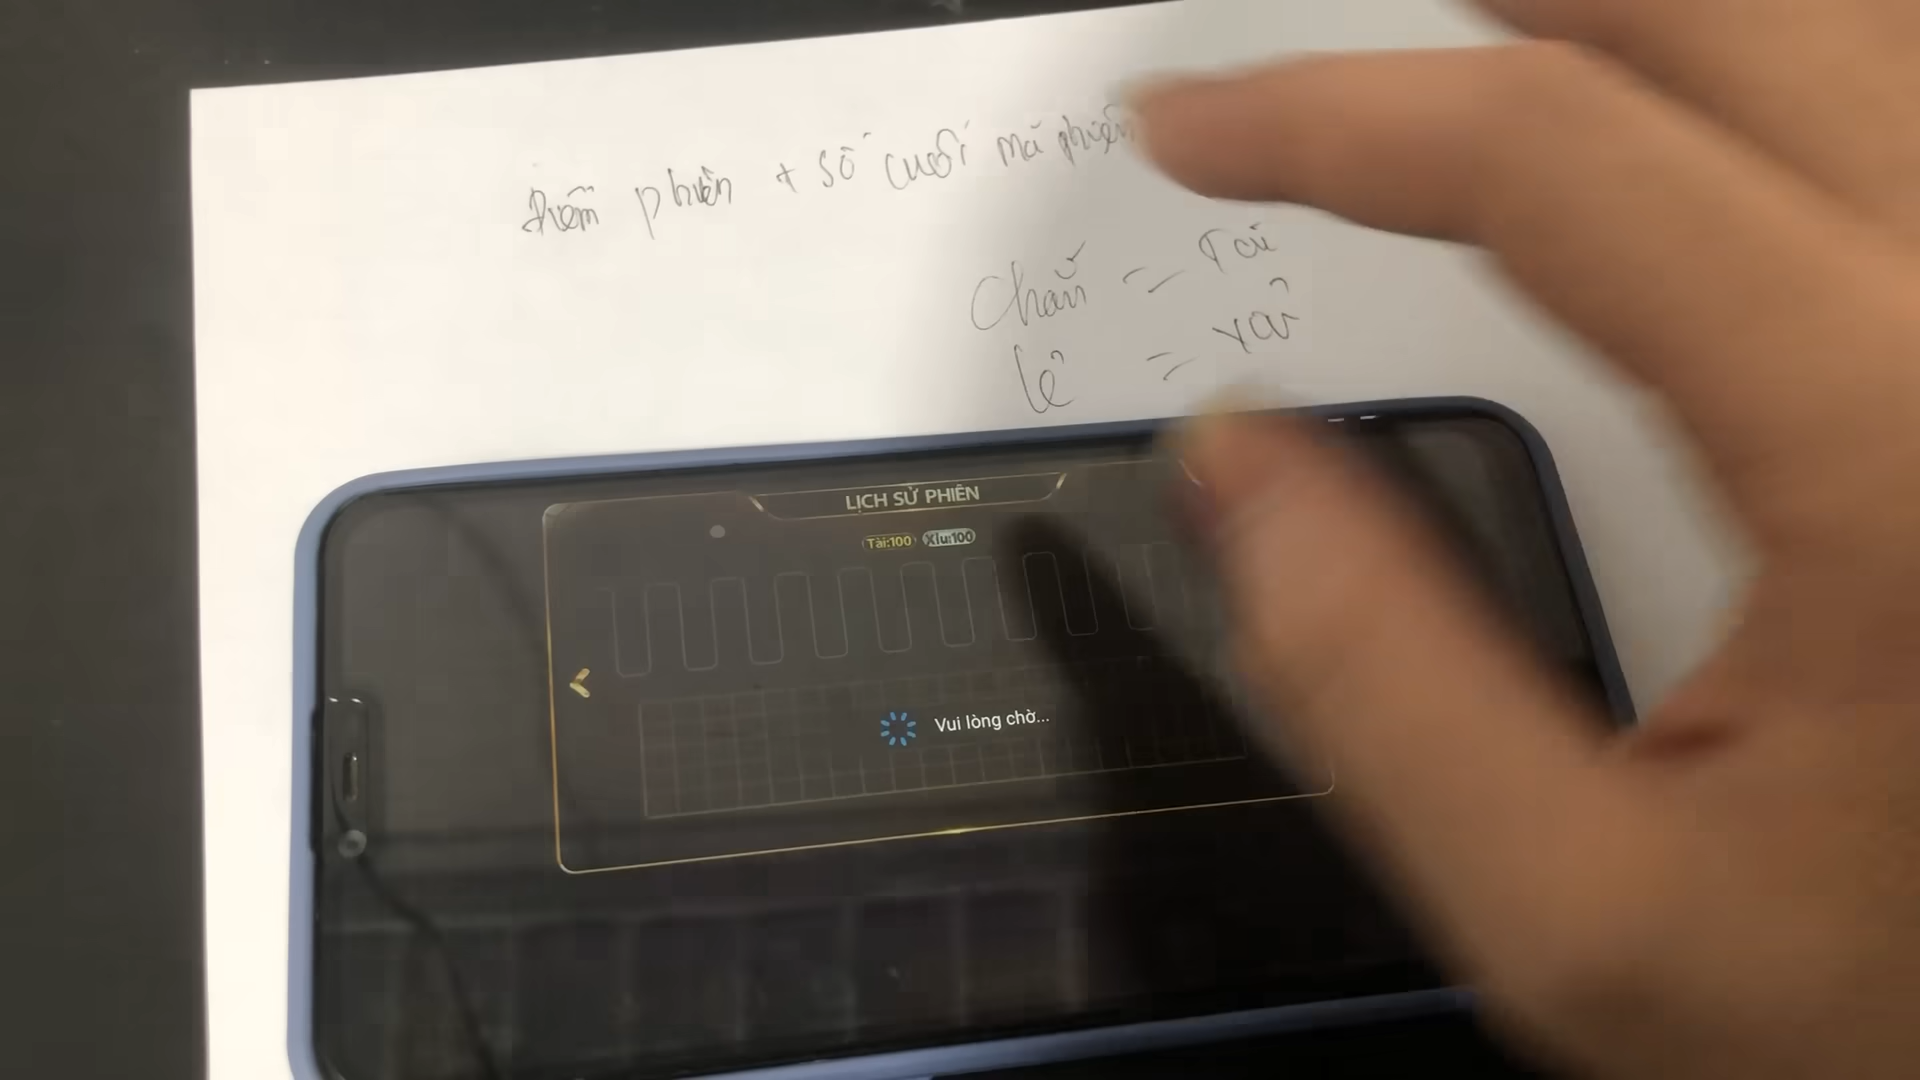 Điểm phiên + số cuối mã phiên
chẵn = Tài
lẻ = xỉu
LỊCH SỬ PHIÊN
Tài:100 Xỉu:100
Vui lòng chờ...